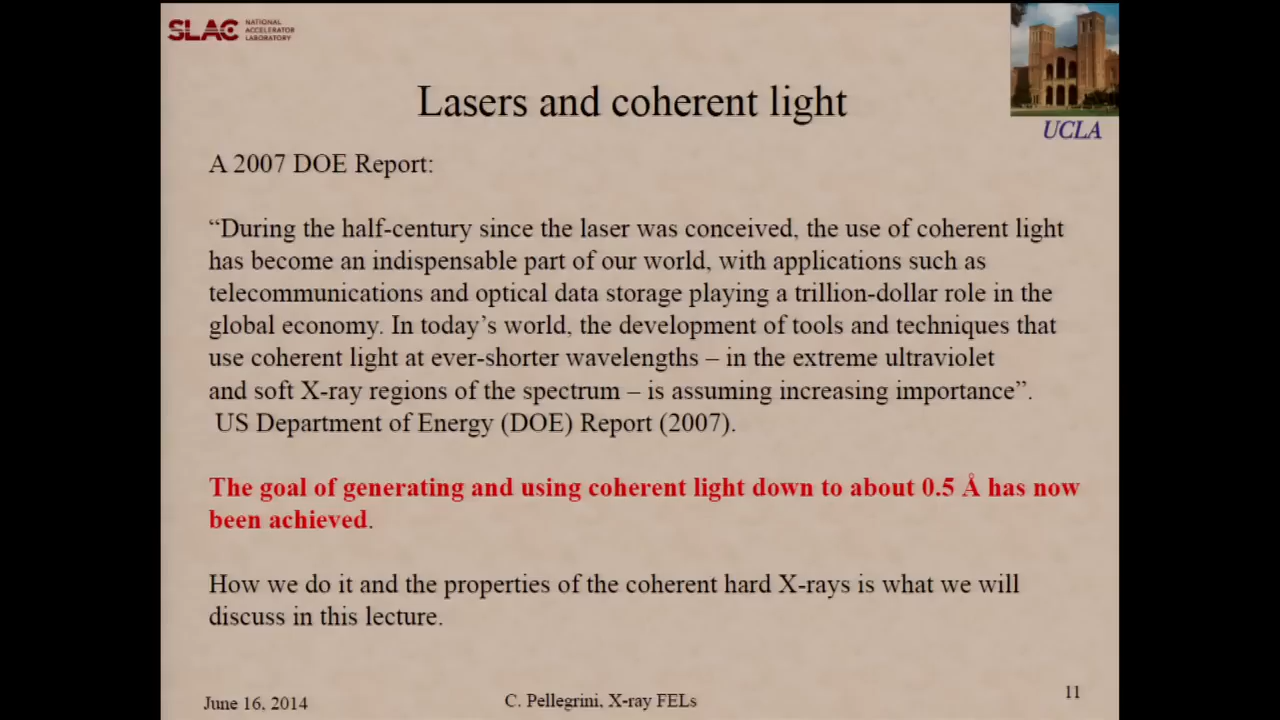 SLAC NATIONAL
ACCELERATOR
LABORATORY
UCLA
Lasers and coherent light
A 2007 DOE Report:
“During the half-century since the laser was conceived, the use of coherent light
has become an indispensable part of our world, with applications such as
telecommunications and optical data storage playing a trillion-dollar role in the
global economy. In today’s world, the development of tools and techniques that
use coherent light at ever-shorter wavelengths – in the extreme ultraviolet
and soft X-ray regions of the spectrum – is assuming increasing importance”.
US Department of Energy (DOE) Report (2007).
The goal of generating and using coherent light down to about 0.5 Å has now
been achieved.
How we do it and the properties of the coherent hard X-rays is what we will
discuss in this lecture.
June 16, 2014
C. Pellegrini, X-ray FELs
11